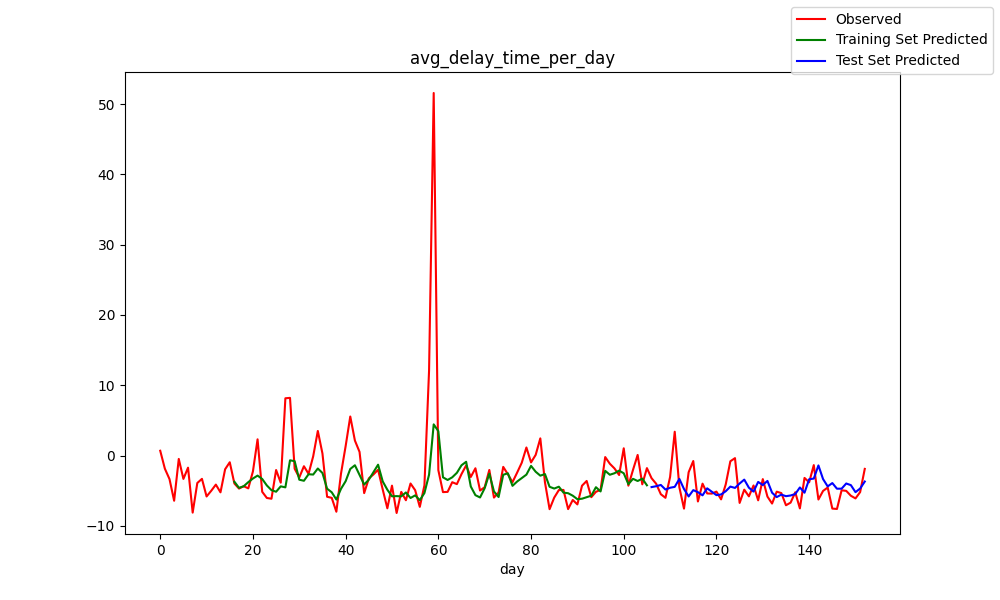 Observed
Training Set Predicted
Test Set Predicted
avg_delay_time_per_day
50
40
30
20
10
0
−10
0 20 40 60 80 100 120 140
day